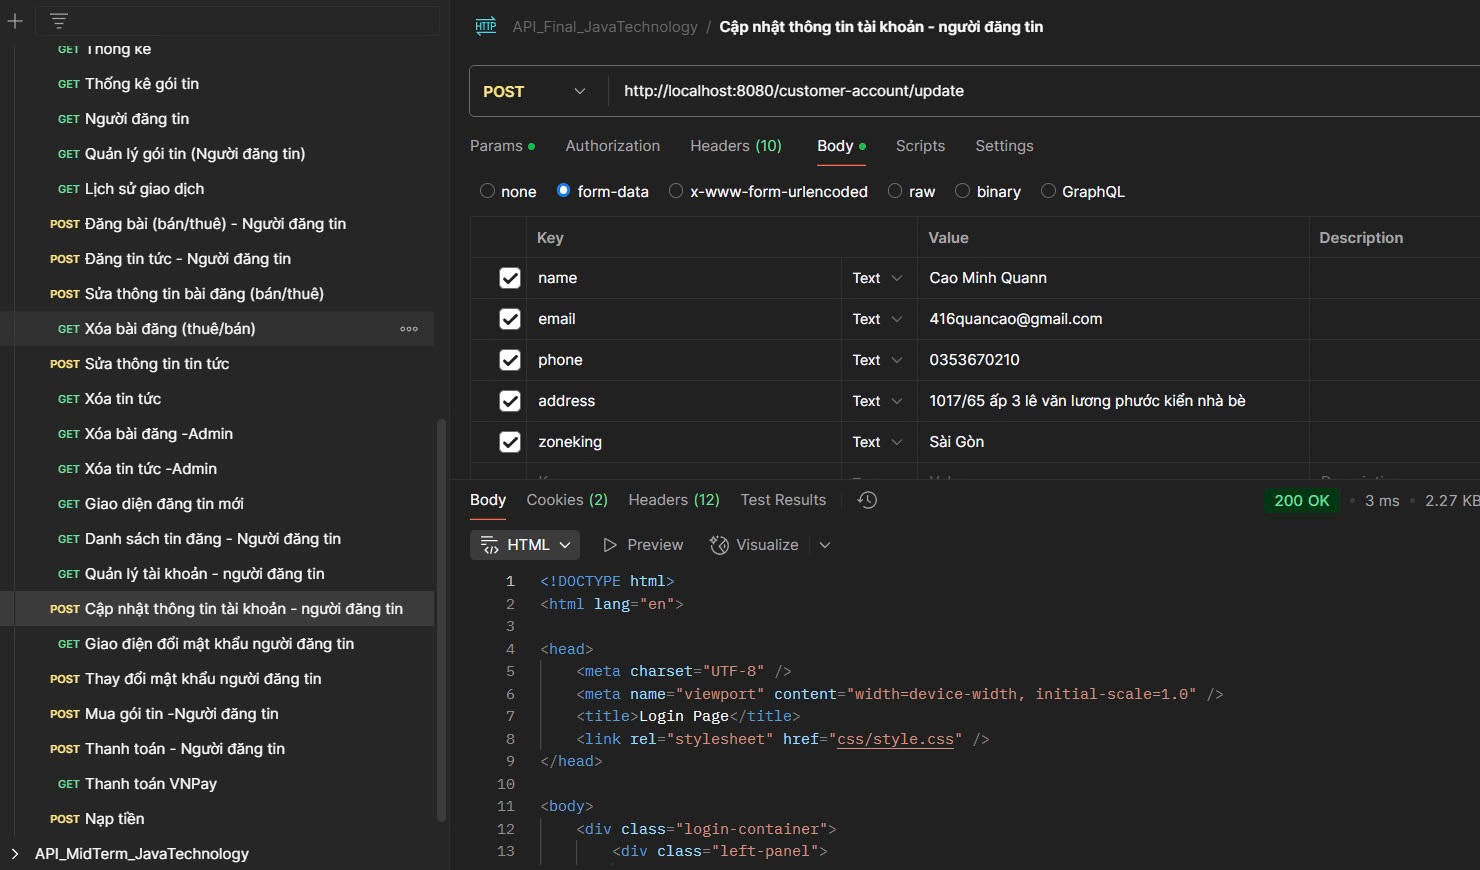 GET Thống kê
GET Thống kê gói tin
GET Người đăng tin
GET Quản lý gói tin (Người đăng tin)
GET Lịch sử giao dịch
POST Đăng bài (bán/thuê) - Người đăng tin
POST Đăng tin tức - Người đăng tin
POST Sửa thông tin bài đăng (bán/thuê)
GET Xóa bài đăng (thuê/bán)
POST Sửa thông tin tin tức
GET Xóa tin tức
GET Xóa bài đăng -Admin
GET Xóa tin tức -Admin
GET Giao diện đăng tin mới
GET Danh sách tin đăng - Người đăng tin
GET Quản lý tài khoản - người đăng tin
POST Cập nhật thông tin tài khoản - người đăng tin
GET Giao điện đổi mật khẩu người đăng tin
POST Thay đổi mật khẩu người đăng tin
POST Mua gói tin -Người đăng tin
POST Thanh toán - Người đăng tin
GET Thanh toán VNPay
POST Nạp tiền
API_MidTerm_JavaTechnology
HTTP API_Final_JavaTechnology / Cập nhật thông tin tài khoản - người đăng tin
POST http://localhost:8080/customer-account/update
Params Authorization Headers (10) Body Scripts Settings
none form-data x-www-form-urlencoded raw binary GraphQL
Key Value Description
name Text Cao Minh Quann
email Text 416quancao@gmail.com
phone Text 0353670210
address Text 1017/65 ấp 3 lê văn lương phước kiển nhà bè
zoneking Text Sài Gòn
Body Cookies (2) Headers (12) Test Results 200 OK 3 ms 2.27 KB
HTML Preview Visualize
1 <!DOCTYPE html>
2 <html lang="en">
3
4 <head>
5 <meta charset="UTF-8" />
6 <meta name="viewport" content="width=device-width, initial-scale=1.0" />
7 <title>Login Page</title>
8 <link rel="stylesheet" href="css/style.css" />
9 </head>
10
11 <body>
12 <div class="login-container">
13 <div class="left-panel">